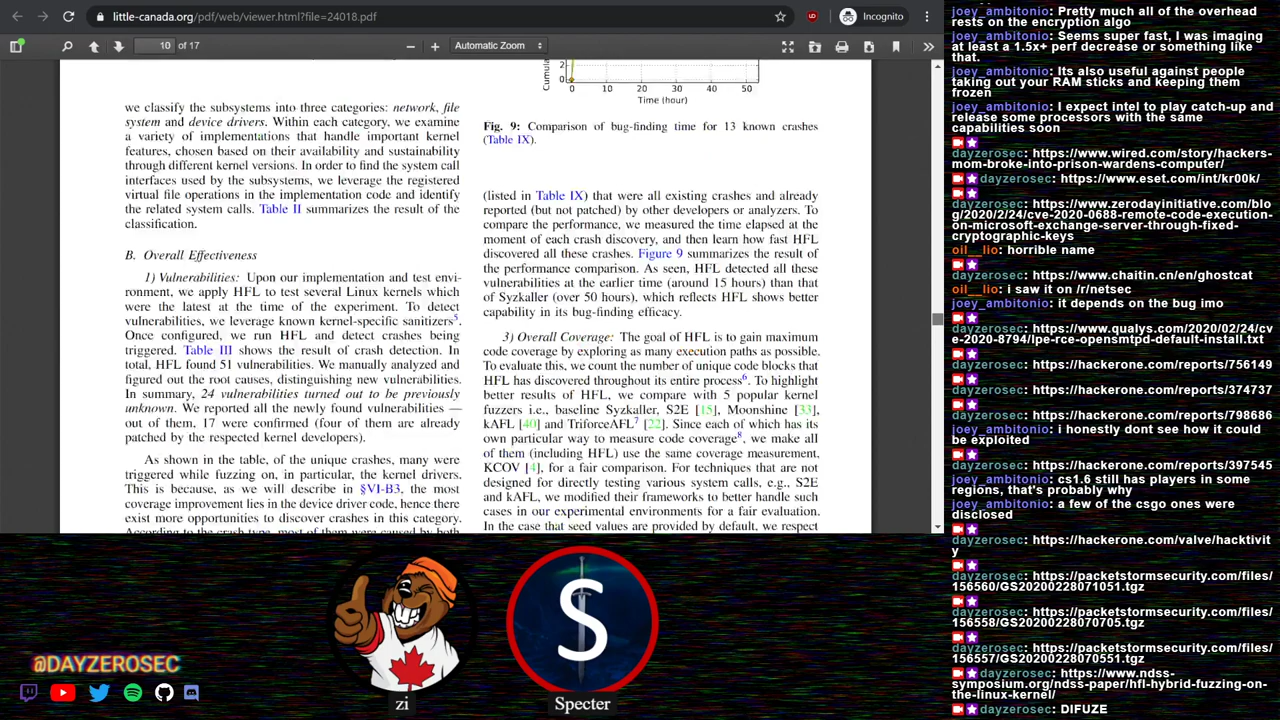 little-canada.org/pdf/web/viewer.html?file=24018.pdf
Incognito
10 of 17
Automatic Zoom
we classify the subsystems into three categories: network, file
system and device drivers. Within each category, we examine
a variety of implementations that handle important kernel
features, chosen based on their availability and sustainability
through different kernel versions. In order to find the system call
interfaces used by the subsystems, we leverage the registered
virtual file operations in the implementation code and identify
the related system calls. Table II summarizes the result of the
classification.
B. Overall Effectiveness
1) Vulnerabilities: Upon our implementation and test envi-
ronment, we apply HFL to test several Linux kernels which
were the latest at the time of the experiment. To detect
vulnerabilities, we leverage known kernel-specific sanitizers5.
Once configured, we run HFL and detect crashes being
triggered. Table III shows the result of crash detection. In
total, HFL found 51 vulnerabilities. We manually analyzed and
figured out the root causes, distinguishing new vulnerabilities.
In summary, 24 vulnerabilities turned out to be previously
unknown. We reported all the newly found vulnerabilities —
out of them, 17 were confirmed (four of them are already
patched by the respected kernel developers).
As shown in the table, of the unique crashes, many were
triggered while fuzzing on, in particular, the kernel drivers.
This is because, as we will describe in §VI-B3, the most
coverage improvement lies in the device driver code, hence there
exist more opportunities to discover crashes in this category.
According to the crash type, most of them were caused by both
Cumula
2
0
0 10 20 30 40 50
Time (hour)
Fig. 9: Comparison of bug-finding time for 13 known crashes
(Table IX).
(listed in Table IX) that were all existing crashes and already
reported (but not patched) by other developers or analyzers. To
compare the performance, we measured the time elapsed at the
moment of each crash discovery, and then learn how fast HFL
discovered all these crashes. Figure 9 summarizes the result of
the performance comparison. As seen, HFL detected all these
vulnerabilities at the earlier time (around 15 hours) than that
of Syzkaller (over 50 hours), which reflects HFL shows better
capability in its bug-finding efficacy.
3) Overall Coverage: The goal of HFL is to gain maximum
code coverage by exploring as many execution paths as possible.
To evaluate this, we count the number of unique code blocks that
HFL has discovered throughout its entire process6. To highlight
better results of HFL, we compare with 5 popular kernel
fuzzers i.e., baseline Syzkaller, S2E [15], Moonshine [33],
kAFL [40] and TriforceAFL7 [22]. Since each of which has its
own particular way to measure code coverage8, we make all
of them (including HFL) use the same coverage measurement,
KCOV [4], for a fair comparison. For techniques that are not
designed for directly testing various system calls, e.g., S2E
and kAFL, we modified their frameworks to better handle such
cases in our experimental environments for a fair evaluation.
In the case that seed values are provided by default, we respect
joey_ambitonio: Pretty much all of the overhead
rests on the encryption algo
joey_ambitonio: Seems super fast, I was imaging
at least a 1.5x+ perf decrease or something like
that.
joey_ambitonio: Its also useful against people
taking out your RAM sticks and keeping them
frozen
joey_ambitonio: I expect intel to play catch-up and
release some processors with the same
capabilities soon
dayzerosec: https://www.wired.com/story/hackers-
mom-broke-into-prison-wardens-computer/
dayzerosec: https://www.eset.com/int/kr00k/
dayzerosec: https://www.zerodayinitiative.com/blo
g/2020/2/24/cve-2020-0688-remote-code-execution-
on-microsoft-exchange-server-through-fixed-
cryptographic-keys
oil__lio: horrible name
dayzerosec: https://www.chaitin.cn/en/ghostcat
oil__lio: i saw it on /r/netsec
joey_ambitonio: it depends on the bug imo
dayzerosec: https://www.qualys.com/2020/02/24/cv
e-2020-8794/lpe-rce-opensmtpd-default-install.txt
dayzerosec: https://hackerone.com/reports/756149
dayzerosec: https://hackerone.com/reports/374737
dayzerosec: https://hackerone.com/reports/798686
joey_ambitonio: i honestly dont see how it could
be exploited
dayzerosec: https://hackerone.com/reports/397545
joey_ambitonio: cs1.6 still has players in some
regions, that's probably why
joey_ambitonio: a few of the csgo ones were
disclosed
dayzerosec: https://hackerone.com/valve/hacktivit
y
dayzerosec: https://packetstormsecurity.com/files/
156560/GS20200228071051.tgz
dayzerosec: https://packetstormsecurity.com/files/
156558/GS20200228070705.tgz
dayzerosec: https://packetstormsecurity.com/files/
156557/GS20200228070551.tgz
dayzerosec: https://www.ndss-
symposium.org/ndss-paper/hfl-hybrid-fuzzing-on-
the-linux-kernel/
dayzerosec: DIFUZE
@DAYZEROSEC
S
zi
Specter